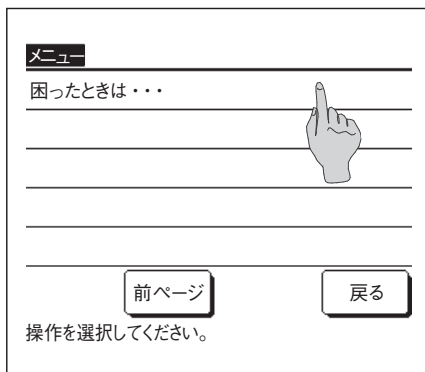 メニュー
困ったときは・・・
前ページ 戻る
操作を選択してください。